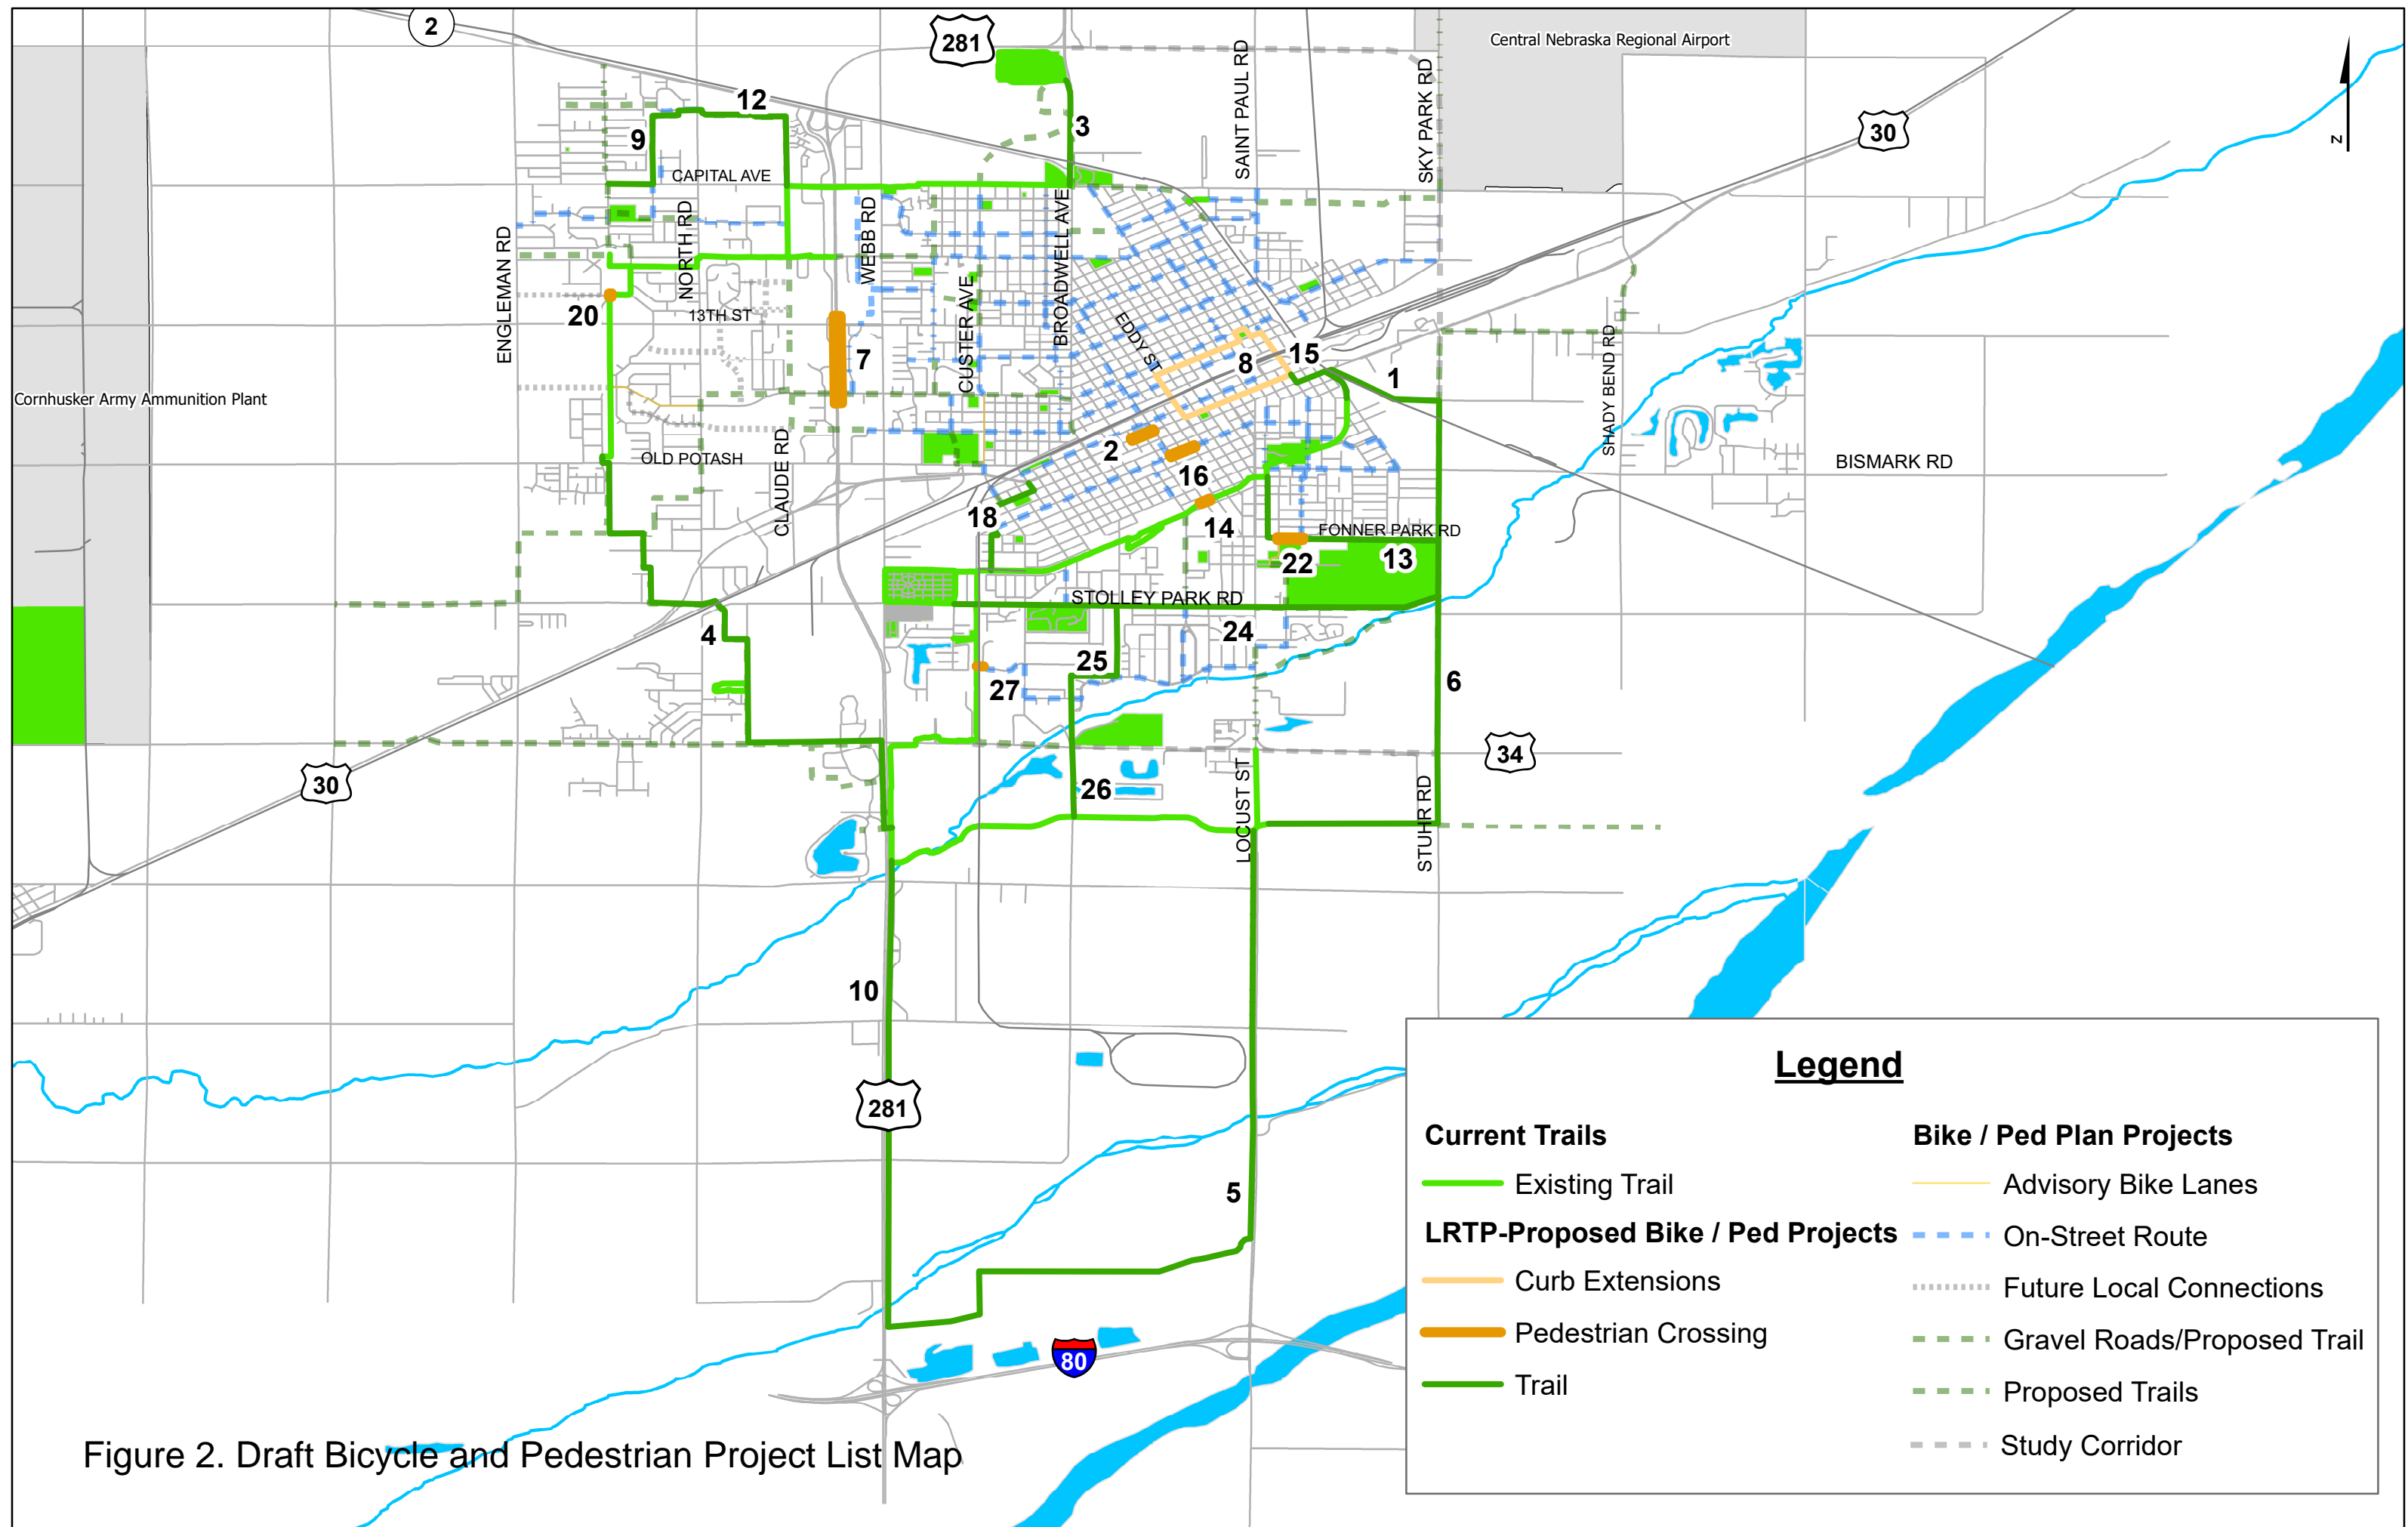 2
281
Central Nebraska Regional Airport
SAINT PAUL RD
SKY PARK RD
30
z
12
3
9
CAPITAL AVE
NORTH RD
WEBB RD
BROADWELL AVE
ENGLEMAN RD
CUSTER AVE
20
13TH ST
EDDY ST
7
8
15
1
SHADY BEND RD
Cornhusker Army Ammunition Plant
2
OLD POTASH
CLAUDE RD
16
BISMARK RD
18
14
FONNER PARK RD
22
13
STOLLEY PARK RD
4
24
25
27
6
34
30
26
LOCUST ST
STUHR RD
10
281
5
80
Legend
Current Trails
Existing Trail
LRTP-Proposed Bike / Ped Projects
Curb Extensions
Pedestrian Crossing
Trail
Bike / Ped Plan Projects
Advisory Bike Lanes
On-Street Route
Future Local Connections
Gravel Roads/Proposed Trail
Proposed Trails
Study Corridor
Figure 2. Draft Bicycle and Pedestrian Project List Map